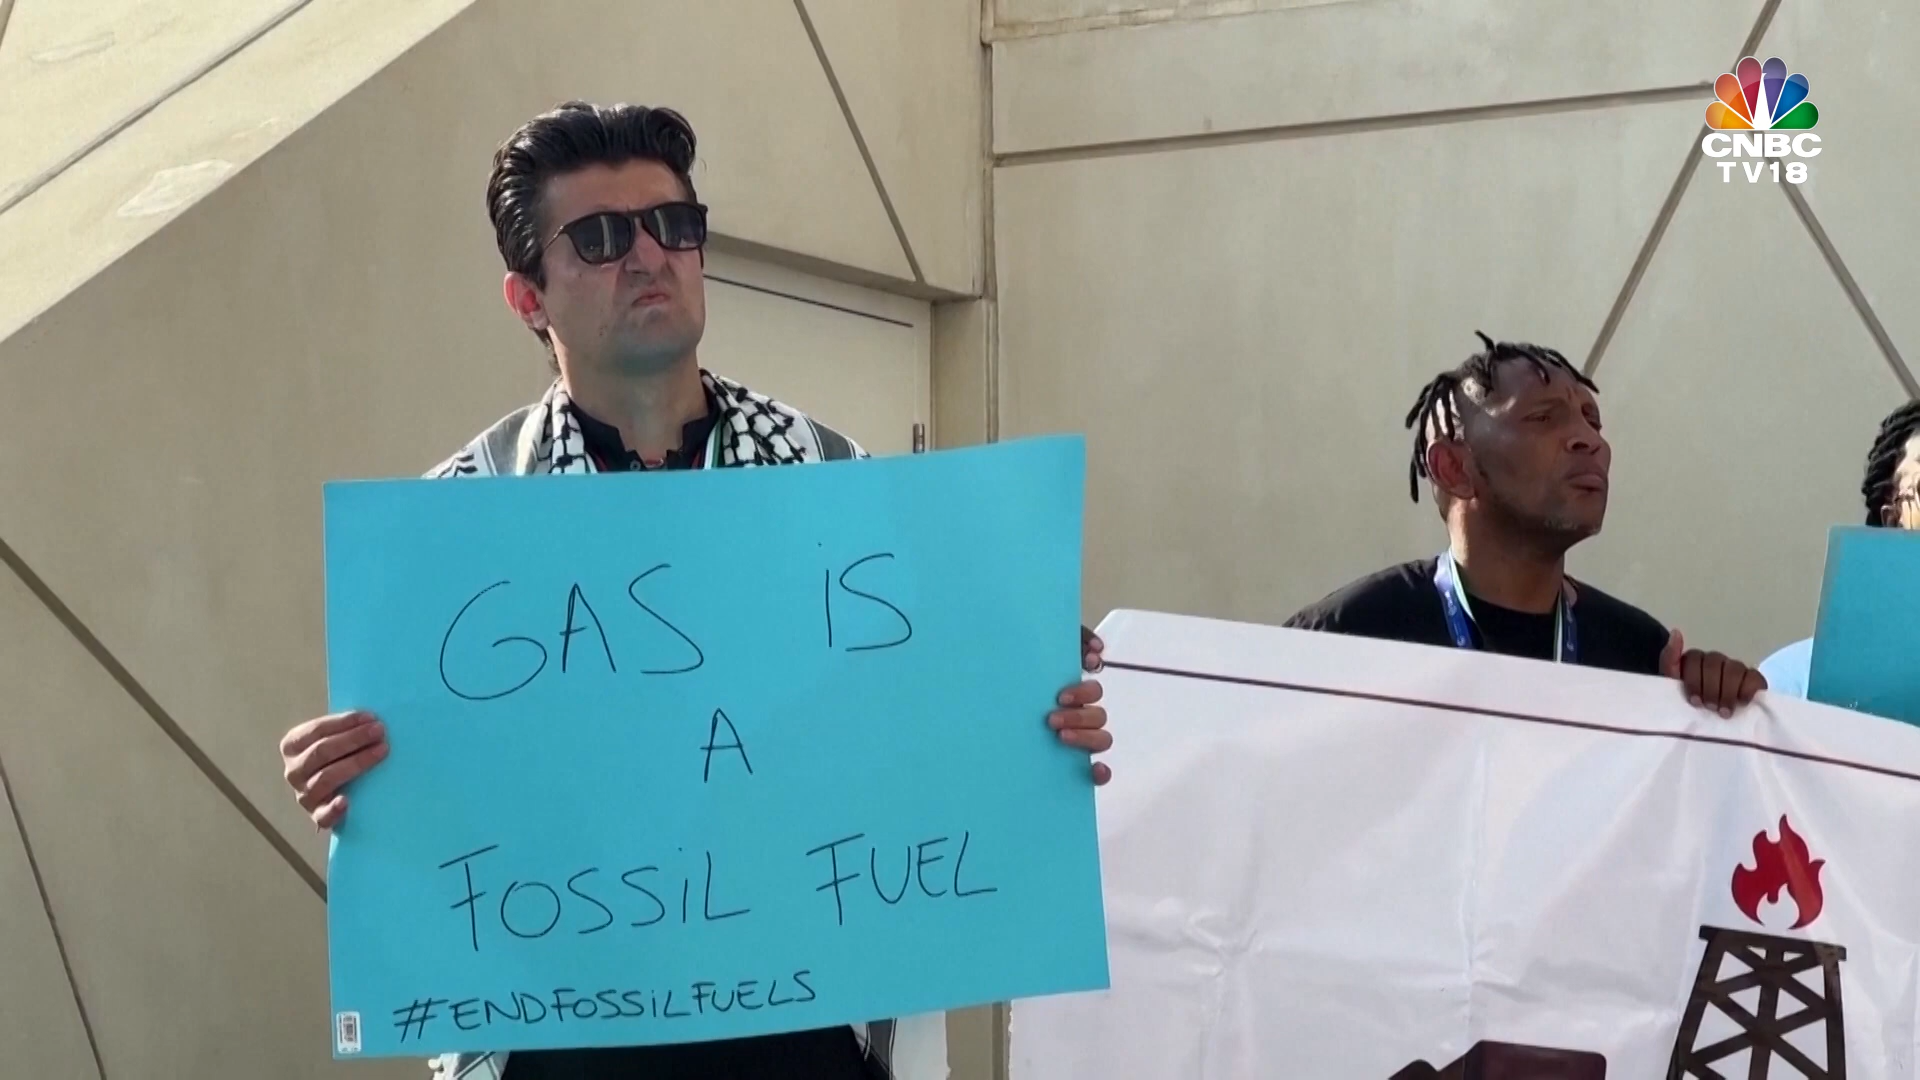 CNBC
TV18
GAS iS
A
FOSSiL FUEL
#ENDFOSSiLFUELS